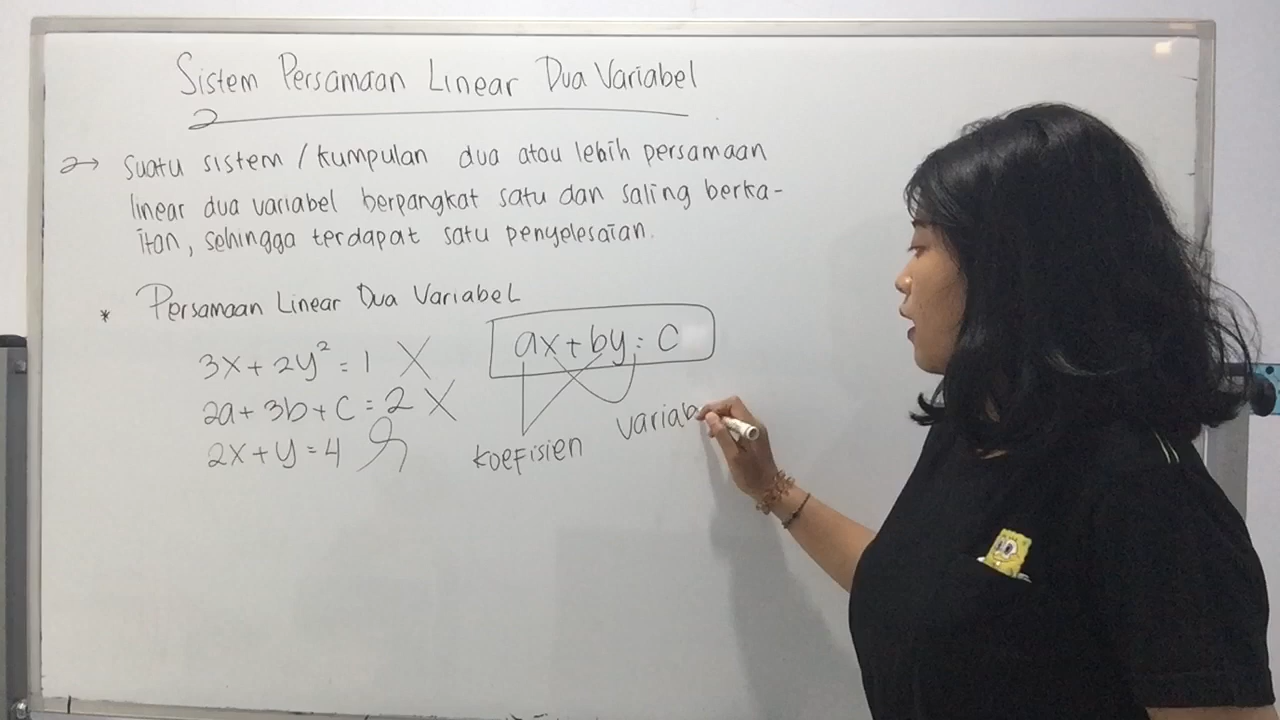 Sistem Persamaan Linear Dua Variabel
suatu sistem / kumpulan dua atau lebih persamaan
linear dua variabel berpangkat satu dan saling berka-
itan, sehingga terdapat satu penyelesaian.
* Persamaan Linear Dua Variabel
3x + 2y² = 1 X
2a + 3b + c = 2 X
2x + y = 4
ax + by = c
koefisien variab